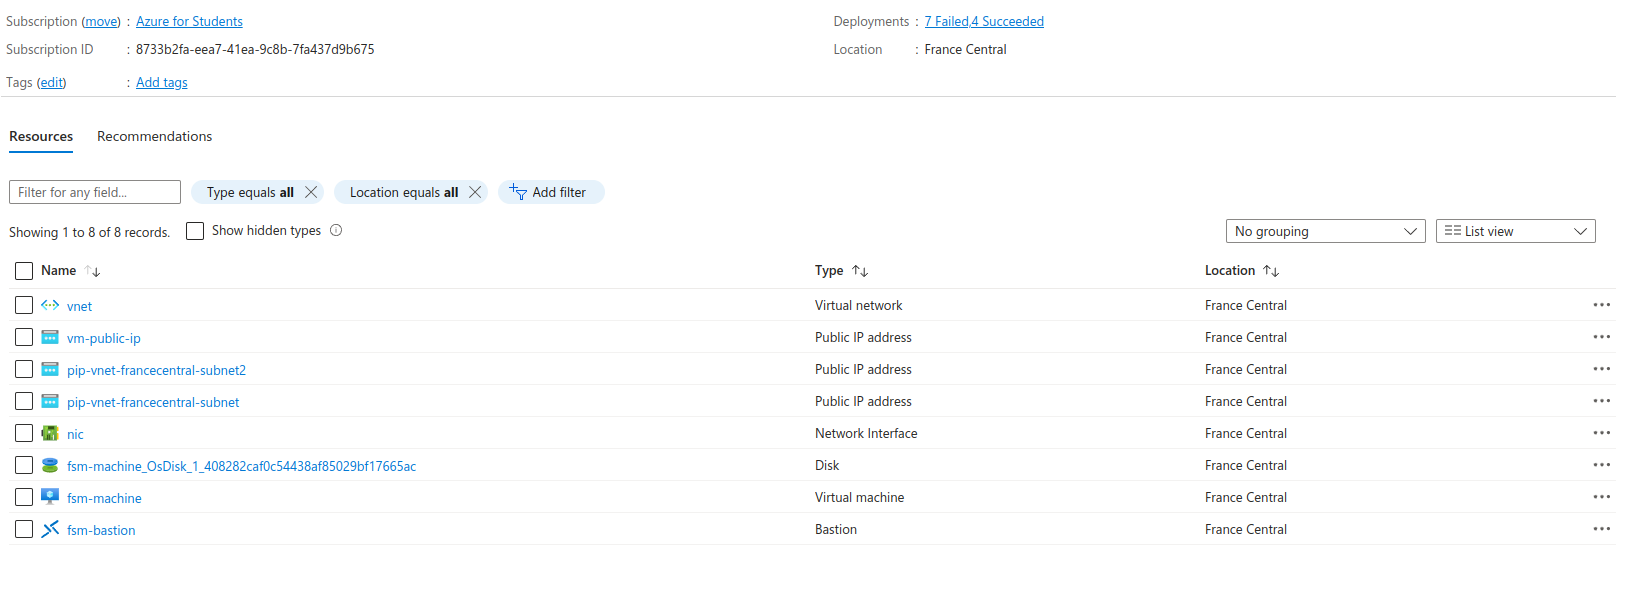 Subscription (move) : Azure for Students
Deployments : 7 Failed,4 Succeeded
Subscription ID : 8733b2fa-eea7-41ea-9c8b-7fa437d9b675
Location : France Central
Tags (edit) : Add tags
Resources Recommendations
Filter for any field... Type equals all Location equals all Add filter
Showing 1 to 8 of 8 records. Show hidden types No grouping List view
Name Type Location
vnet Virtual network France Central
vm-public-ip Public IP address France Central
pip-vnet-francecentral-subnet2 Public IP address France Central
pip-vnet-francecentral-subnet Public IP address France Central
nic Network Interface France Central
fsm-machine_OsDisk_1_408282caf0c54438af85029bf17665ac Disk France Central
fsm-machine Virtual machine France Central
fsm-bastion Bastion France Central